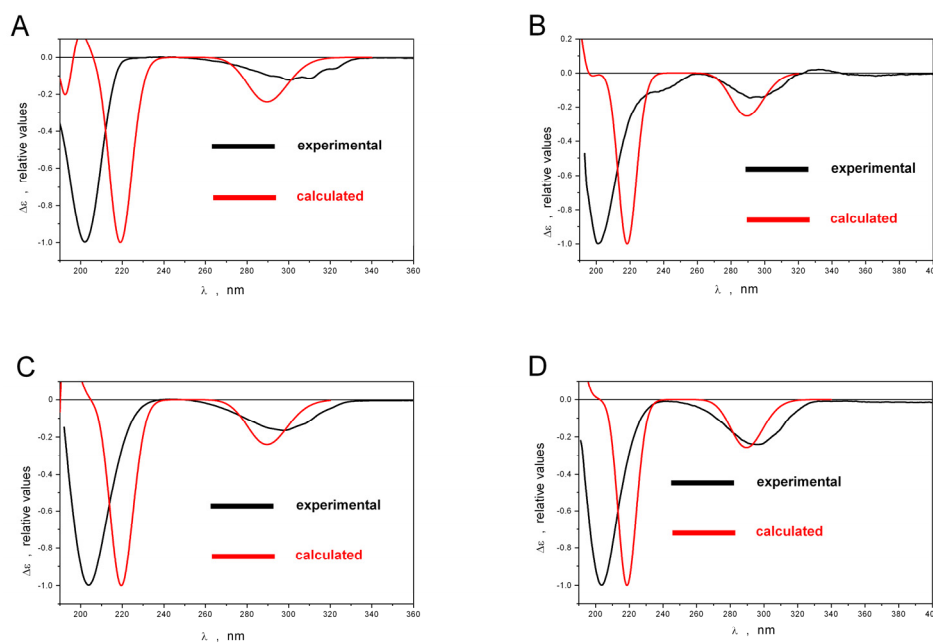 A
0.0
-0.2
-0.4
-0.6
-0.8
-1.0
Δε , relative values
experimental
calculated
200 220 240 260 280 300 320 340 360
λ , nm
B
0.2
0.0
-0.2
-0.4
-0.6
-0.8
-1.0
Δε , relative values
experimental
calculated
200 220 240 260 280 300 320 340 360 380 400
λ , nm
C
0
-0.2
-0.4
-0.6
-0.8
-1.0
Δε , relative values
experimental
calculated
200 220 240 260 280 300 320 340 360
λ , nm
D
0
-0.2
-0.4
-0.6
-0.8
-1.0
Δε , relative values
experimental
calculated
200 220 240 260 280 300 320 340 360 380 400
λ , nm